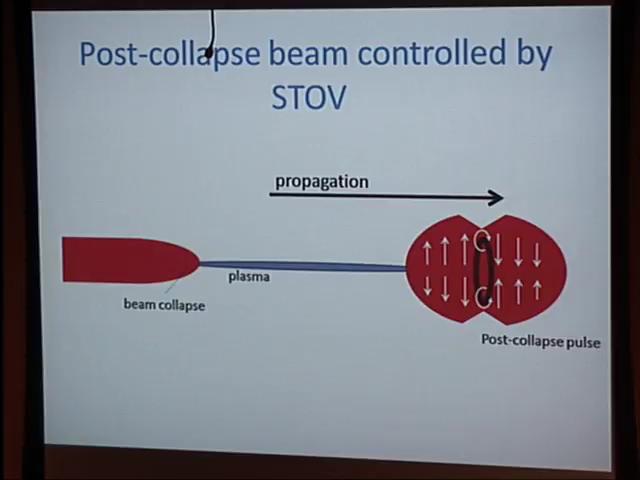 Post-collapse beam controlled by
STOV
propagation
plasma
beam collapse
Post-collapse pulse